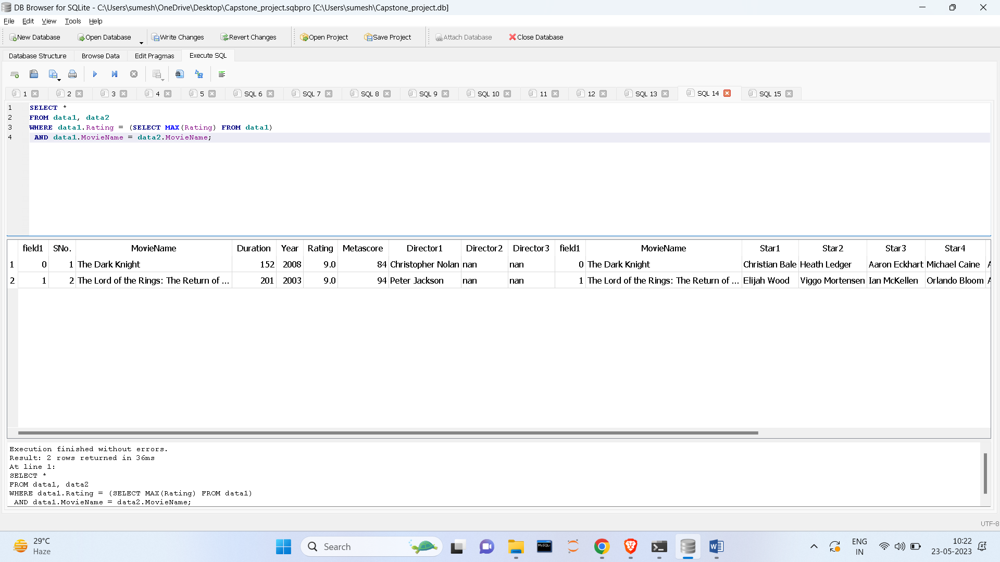 DB Browser for SQLite - C:\Users\sumesh\OneDrive\Desktop\Capstone_project.sqbpro [C:\Users\sumesh\Capstone_project.db]
File Edit View Tools Help
New Database Open Database Write Changes Revert Changes Open Project Save Project Attach Database Close Database
Database Structure Browse Data Edit Pragmas Execute SQL
1 2 3 4 5 SQL 6 SQL 7 SQL 8 SQL 9 SQL 10 11 12 SQL 13 SQL 14 SQL 15
1 SELECT *
2 FROM data1, data2
3 WHERE data1.Rating = (SELECT MAX(Rating) FROM data1)
4 AND data1.MovieName = data2.MovieName;
field1 SNo. MovieName Duration Year Rating Metascore Director1 Director2 Director3 field1 MovieName Star1 Star2 Star3 Star4
1 0 1 The Dark Knight 152 2008 9.0 84 Christopher Nolan nan nan 0 The Dark Knight Christian Bale Heath Ledger Aaron Eckhart Michael Caine
2 1 2 The Lord of the Rings: The Return of ... 201 2003 9.0 94 Peter Jackson nan nan 1 The Lord of the Rings: The Return of ... Elijah Wood Viggo Mortensen Ian McKellen Orlando Bloom
Execution finished without errors.
Result: 2 rows returned in 36ms
At line 1:
SELECT *
FROM data1, data2
WHERE data1.Rating = (SELECT MAX(Rating) FROM data1)
AND data1.MovieName = data2.MovieName;
UTF-8
29°C
Haze
Search
MySQL
ENG
IN
10:22
23-05-2023